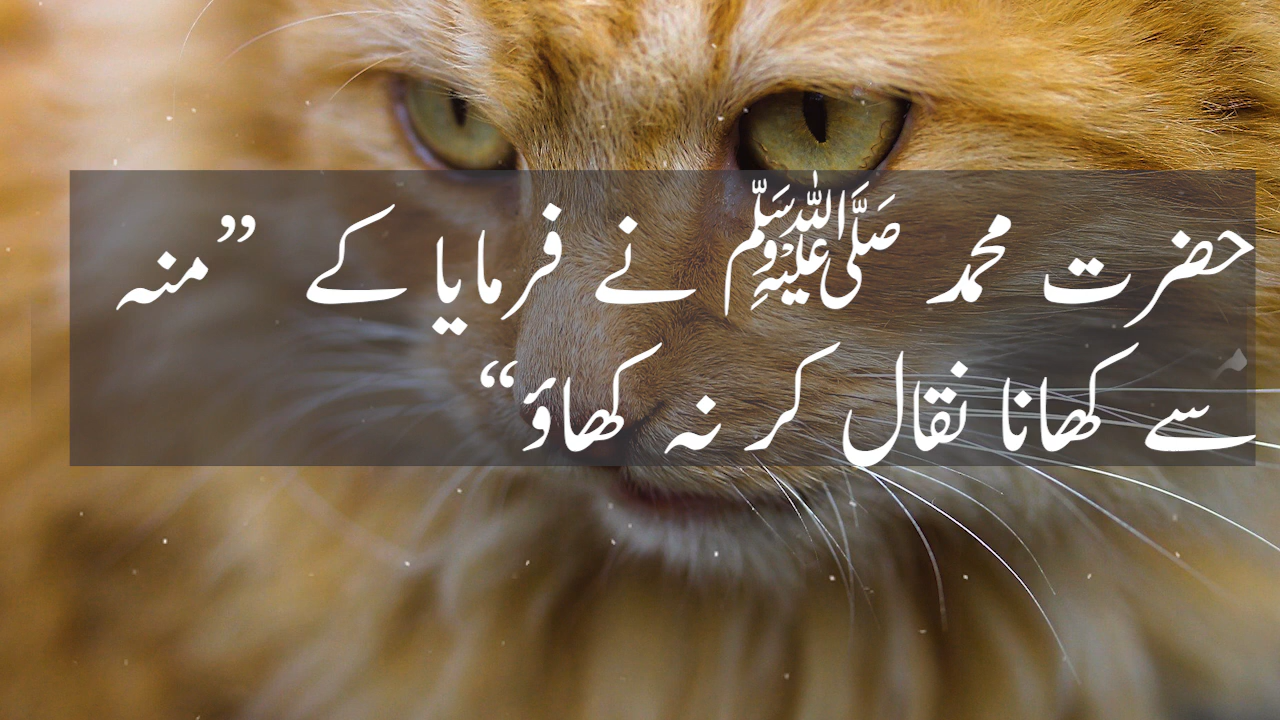 حضرت محمد ﷺ نے فرمایا کے ”منہ
سے کھانا نقال کر نہ کھاؤ“